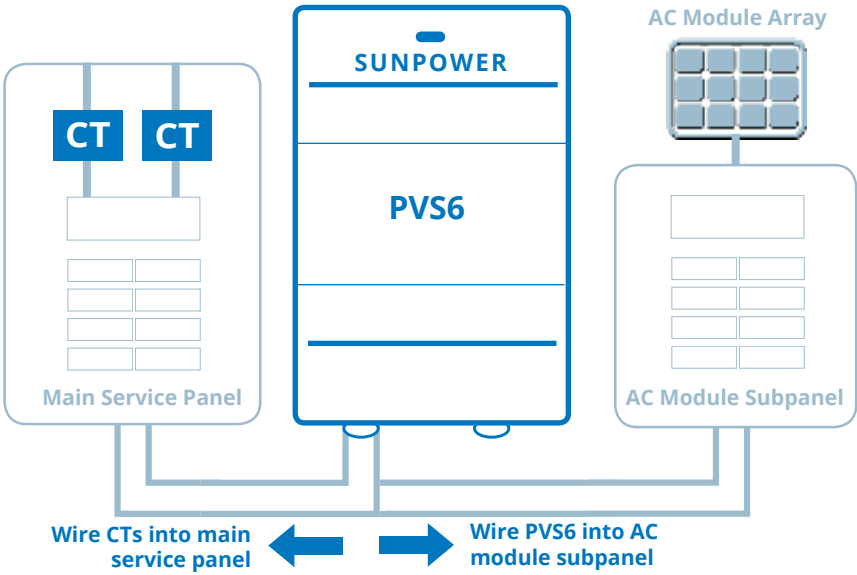 AC Module Array
SUNPOWER
CT
CT
PVS6
Main Service Panel
AC Module Subpanel
Wire CTs into main
service panel
Wire PVS6 into AC
module subpanel